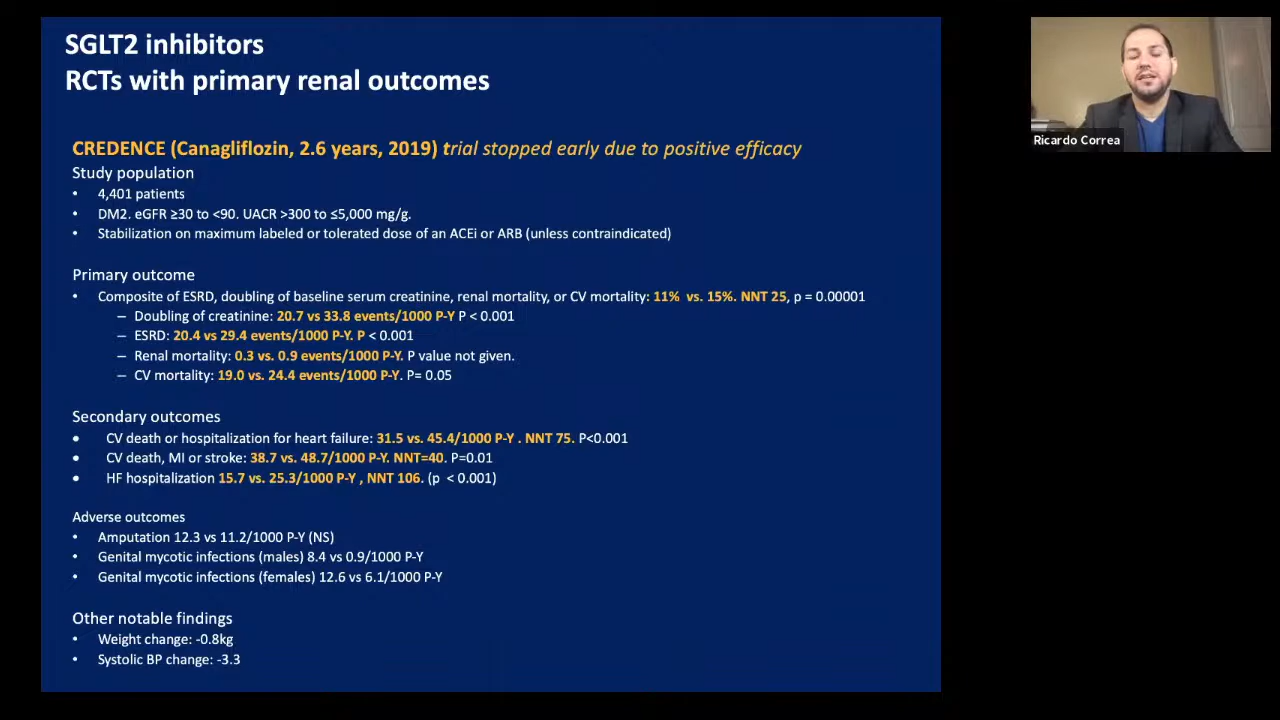 SGLT2 inhibitors
RCTs with primary renal outcomes
CREDENCE (Canagliflozin, 2.6 years, 2019) trial stopped early due to positive efficacy
Study population
• 4,401 patients
• DM2. eGFR ≥30 to <90. UACR >300 to ≤5,000 mg/g.
• Stabilization on maximum labeled or tolerated dose of an ACEi or ARB (unless contraindicated)
Primary outcome
• Composite of ESRD, doubling of baseline serum creatinine, renal mortality, or CV mortality: 11% vs. 15%. NNT 25, p = 0.00001
– Doubling of creatinine: 20.7 vs 33.8 events/1000 P-Y P < 0.001
– ESRD: 20.4 vs 29.4 events/1000 P-Y. P < 0.001
– Renal mortality: 0.3 vs. 0.9 events/1000 P-Y. P value not given.
– CV mortality: 19.0 vs. 24.4 events/1000 P-Y. P= 0.05
Secondary outcomes
• CV death or hospitalization for heart failure: 31.5 vs. 45.4/1000 P-Y . NNT 75. P<0.001
• CV death, MI or stroke: 38.7 vs. 48.7/1000 P-Y. NNT=40. P=0.01
• HF hospitalization 15.7 vs. 25.3/1000 P-Y , NNT 106. (p < 0.001)
Adverse outcomes
• Amputation 12.3 vs 11.2/1000 P-Y (NS)
• Genital mycotic infections (males) 8.4 vs 0.9/1000 P-Y
• Genital mycotic infections (females) 12.6 vs 6.1/1000 P-Y
Other notable findings
• Weight change: -0.8kg
• Systolic BP change: -3.3
Ricardo Correa